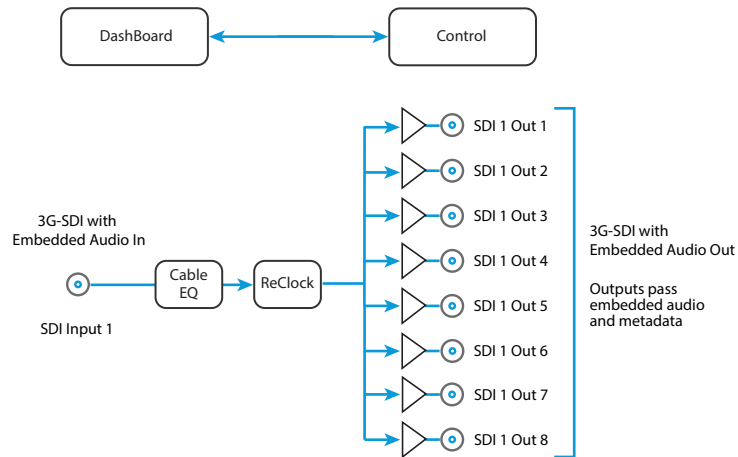 DashBoard
Control
3G-SDI with
Embedded Audio In
SDI Input 1
Cable
EQ
ReClock
SDI 1 Out 1
SDI 1 Out 2
SDI 1 Out 3
SDI 1 Out 4
SDI 1 Out 5
SDI 1 Out 6
SDI 1 Out 7
SDI 1 Out 8
3G-SDI with
Embedded Audio Out
Outputs pass
embedded audio
and metadata